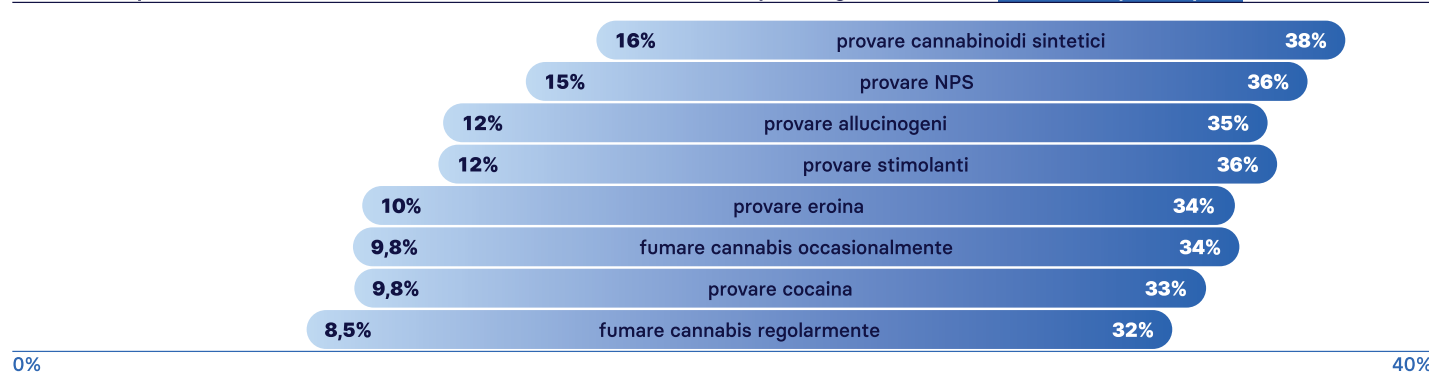 16% provare cannabinoidi sintetici 38%
15% provare NPS 36%
12% provare allucinogeni 35%
12% provare stimolanti 36%
10% provare eroina 34%
9,8% fumare cannabis occasionalmente 34%
9,8% provare cocaina 33%
8,5% fumare cannabis regolarmente 32%
0% 40%